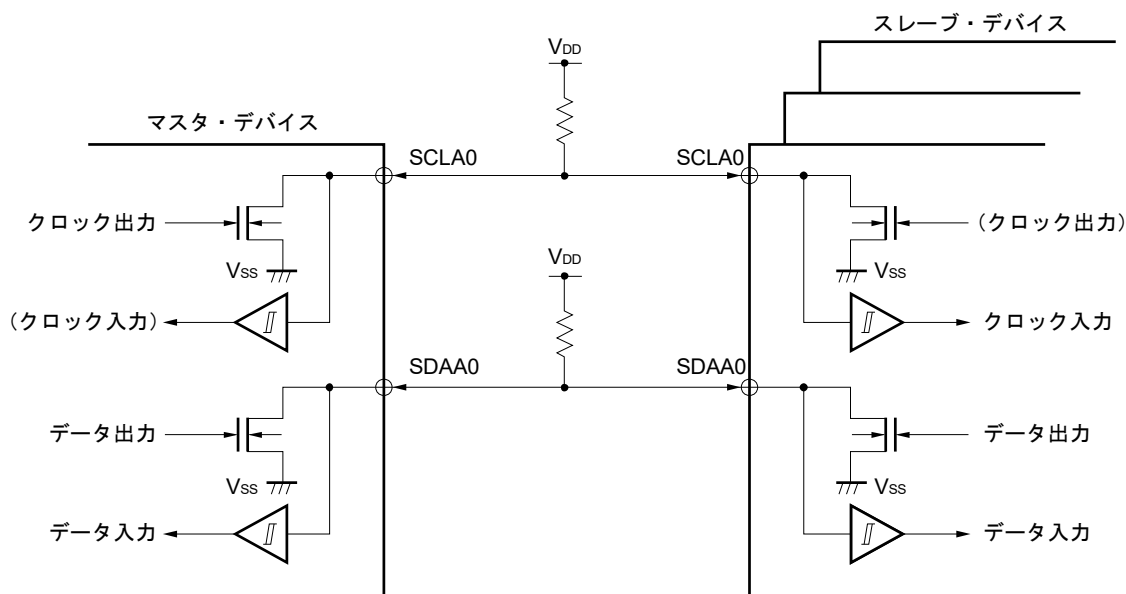 スレーブ・デバイス
VDD
マスタ・デバイス
SCLA0
SCLA0
クロック出力
(クロック出力)
VSS
VDD
VSS
(クロック入力)
クロック入力
SDAA0
SDAA0
データ出力
データ出力
VSS
VSS
データ入力
データ入力